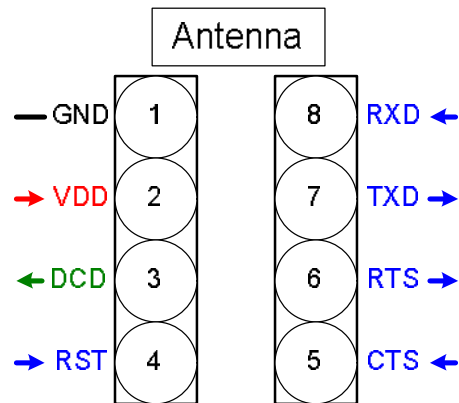 Antenna
GND 1 8 RXD
VDD 2 7 TXD
DCD 3 6 RTS
RST 4 5 CTS